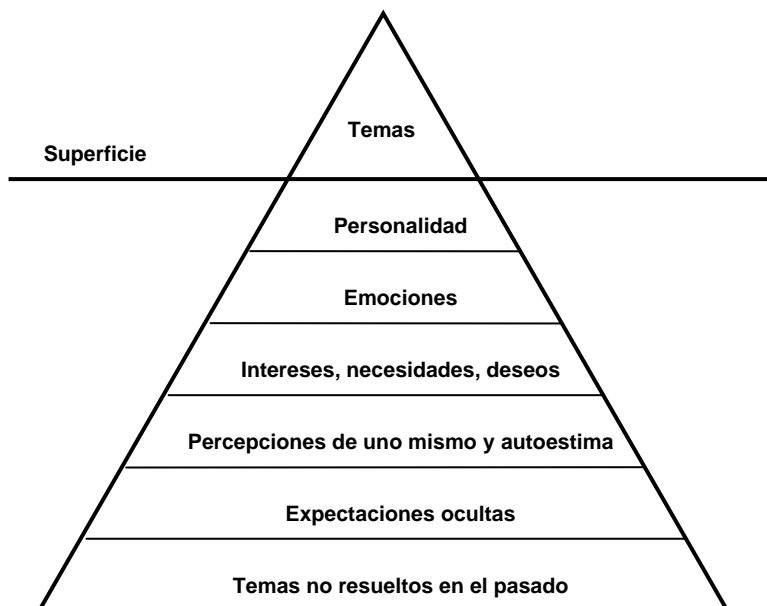 Temas
Superficie
Personalidad
Emociones
Intereses, necesidades, deseos
Percepciones de uno mismo y autoestima
Expectaciones ocultas
Temas no resueltos en el pasado